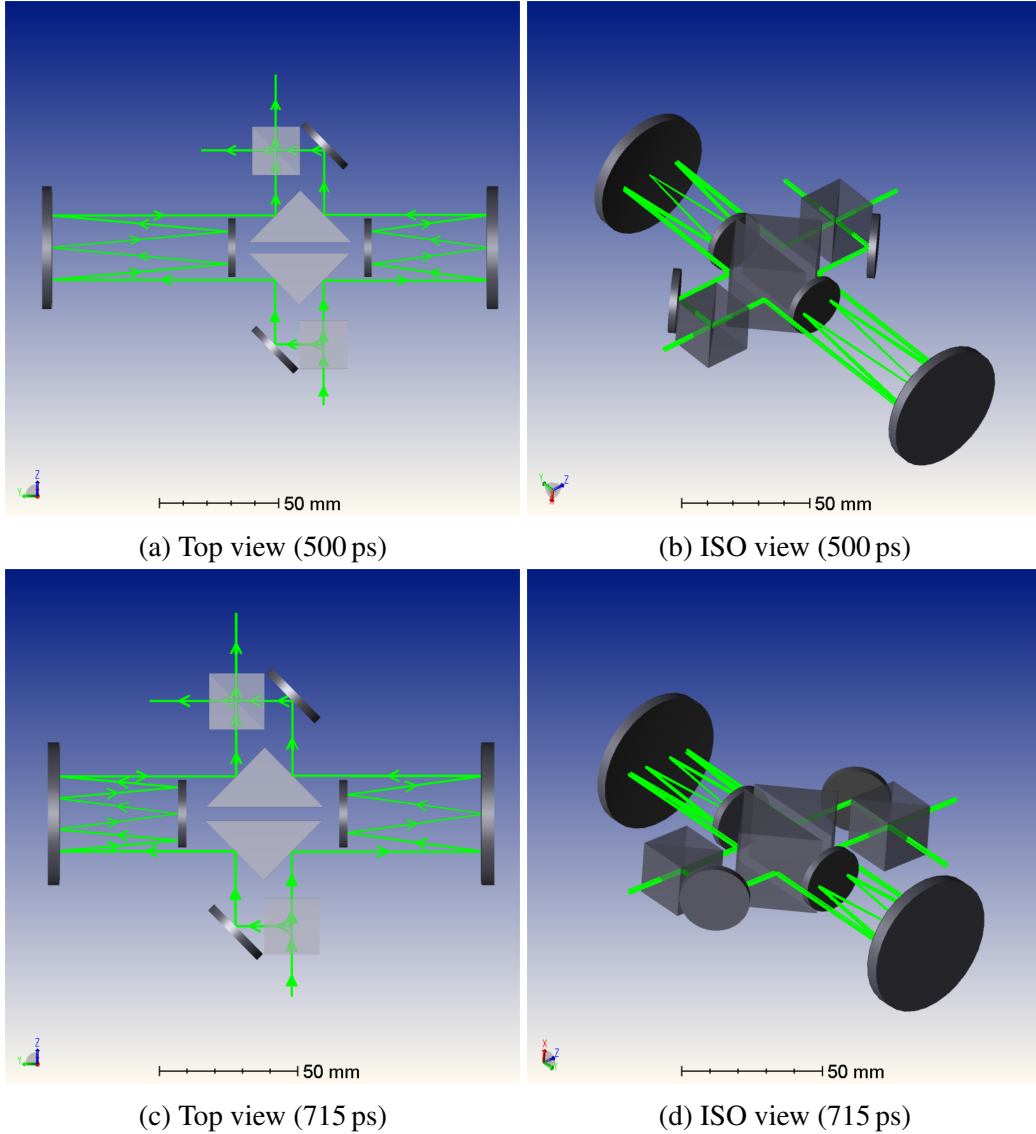 Z
Y
50 mm
Y
Z
X
50 mm
(a) Top view (500 ps)
(b) ISO view (500 ps)
Z
Y
50 mm
X
Z
Y
50 mm
(c) Top view (715 ps)
(d) ISO view (715 ps)